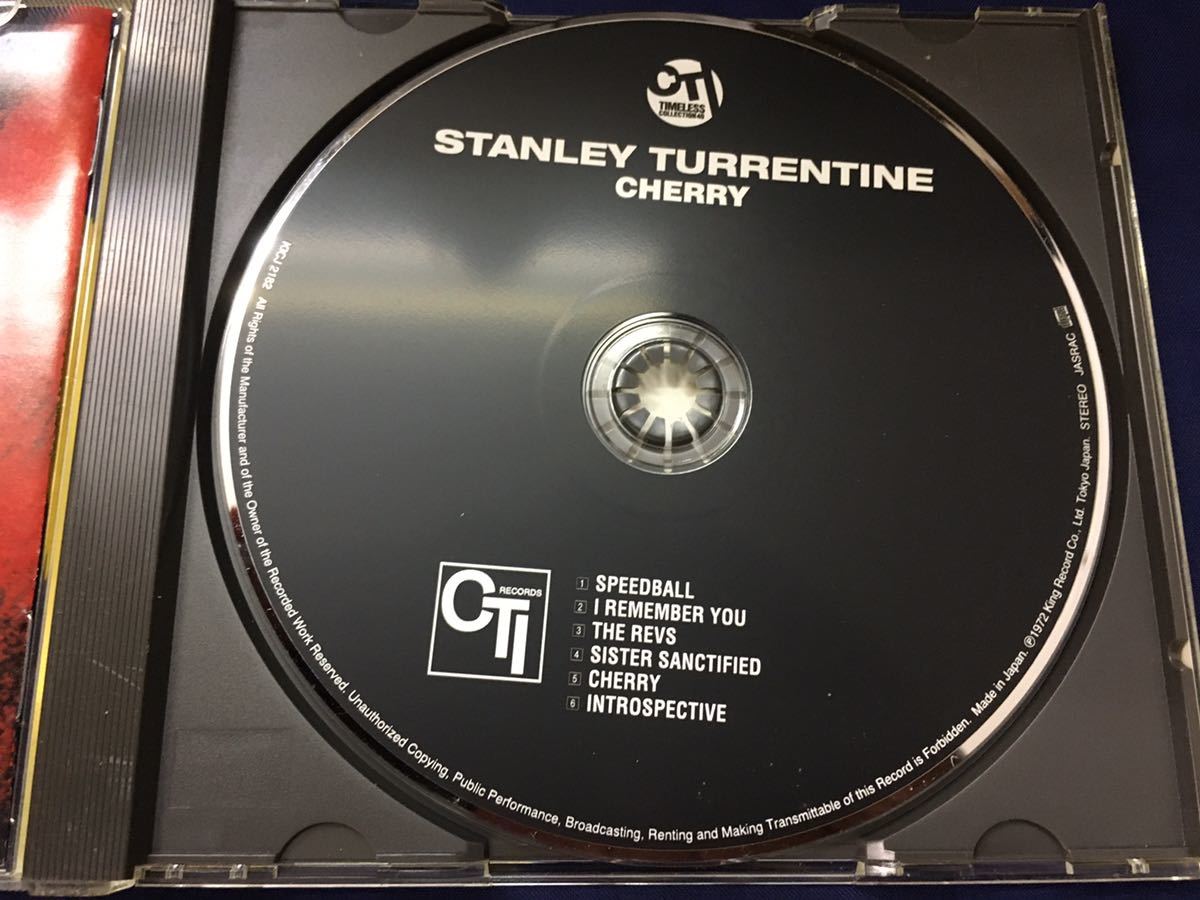 CTI
TIMELESS
COLLECTION40
STANLEY TURRENTINE
CHERRY
RECORDS
CTI
1 SPEEDBALL
2 I REMEMBER YOU
3 THE REVS
4 SISTER SANCTIFIED
5 CHERRY
6 INTROSPECTIVE
KICJ 2182 All Rights of the Manufacturer and of the Owner of the Recorded Work Reserved. Unauthorized Copying, Public Performance, Broadcasting, Renting and Making Transmittable of this Record is Forbidden. Made in Japan. ℗1972 King Record Co., Ltd. Tokyo Japan. STEREO JASRAC